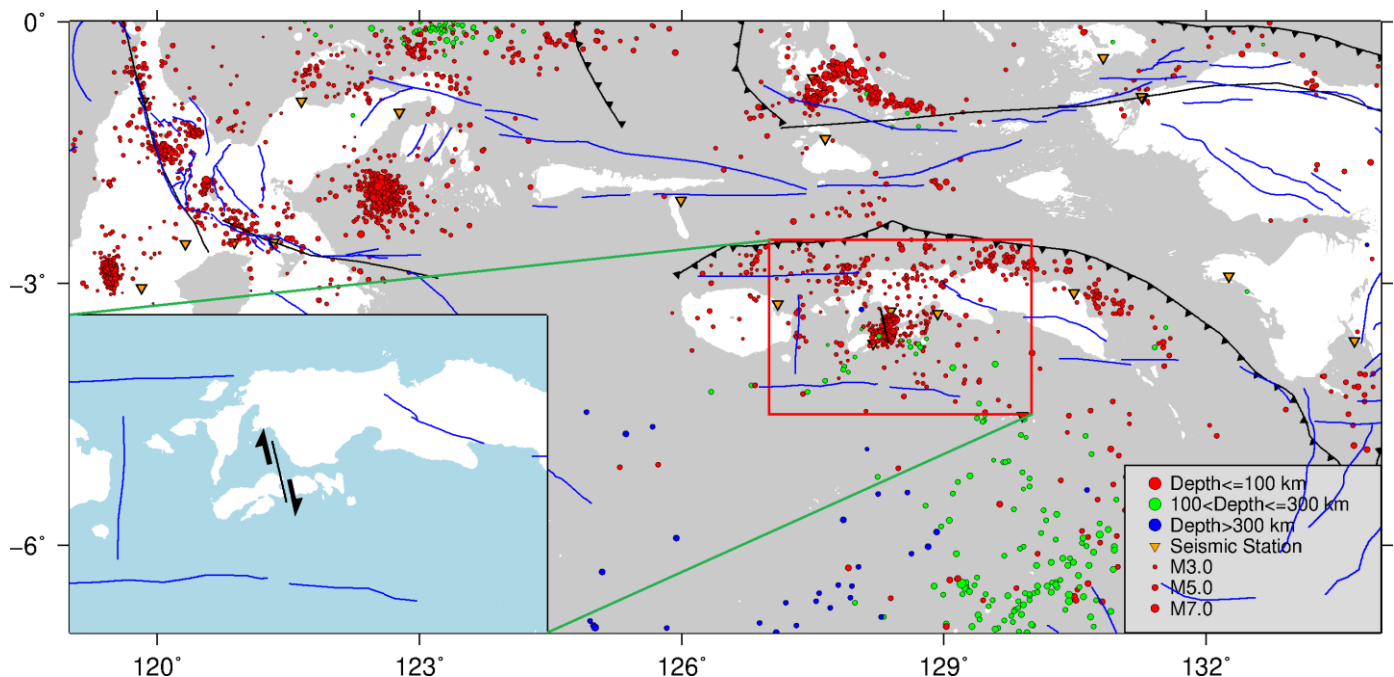 0°
−3°
−6°
120°
123°
126°
129°
132°
Depth<=100 km
100<Depth<=300 km
Depth>300 km
Seismic Station
M3.0
M5.0
M7.0